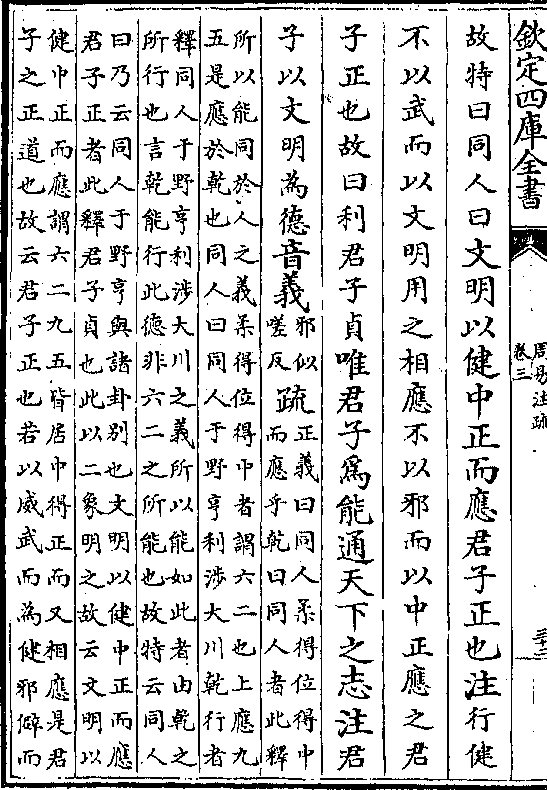 欽定四庫全書
周易注疏
卷三
故特曰同人曰文明以健中正而應君子正也注行健
不以武而以文明用之相應不以邪而以中正應之君
子正也故曰利君子貞唯君子爲能通天下之志注君
子以文明為德音義
邪似
嗟反
疏
正義曰同人柔得位得中
而應乎乾曰同人者此釋
所以能同於人之義柔得位得中者謂六二也上應九
五是應於乾也同人曰同人于野亨利涉大川乾行者
釋同人于野亨利涉大川之義所以能如此者由乾之
所行也言乾能行此德非六二之所能也故特云同人
曰乃云同人于野亨與諸卦別也文明以健中正而應
君子正者此釋君子貞也此以二象明之故云文明以
健中正而應謂六二九五皆居中得正而又相應是君
子之正道也故云君子正也若以威武而為健邪僻而